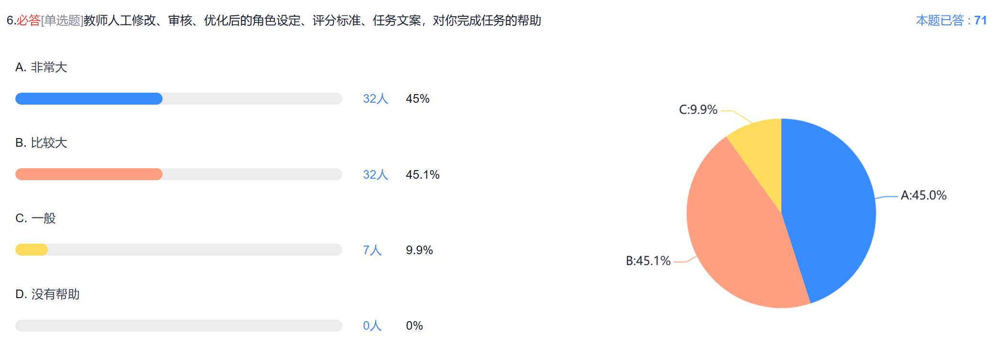 6.必答[单选题]教师人工修改、审核、优化后的角色设定、评分标准、任务文案，对你完成任务的帮助
本题已答 : 71
A. 非常大
32人 45%
B. 比较大
32人 45.1%
C. 一般
7人 9.9%
D. 没有帮助
0人 0%
C:9.9%
A:45.0%
B:45.1%